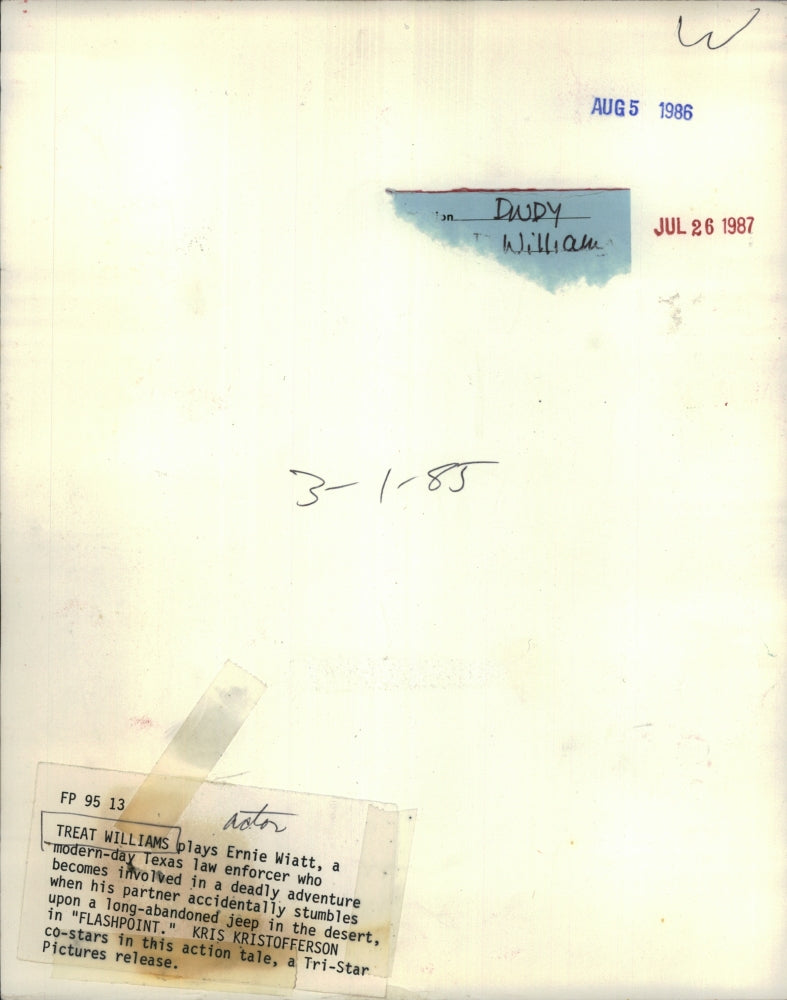 W
AUG 5 1986
on DWDY
William
JUL 26 1987
3-1-85
FP 95 13
actor
TREAT WILLIAMS plays Ernie Wiatt, a
modern-day Texas law enforcer who
becomes involved in a deadly adventure
when his partner accidentally stumbles
upon a long-abandoned jeep in the desert,
in "FLASHPOINT." KRIS KRISTOFFERSON
co-stars in this action tale, a Tri-Star
Pictures release.